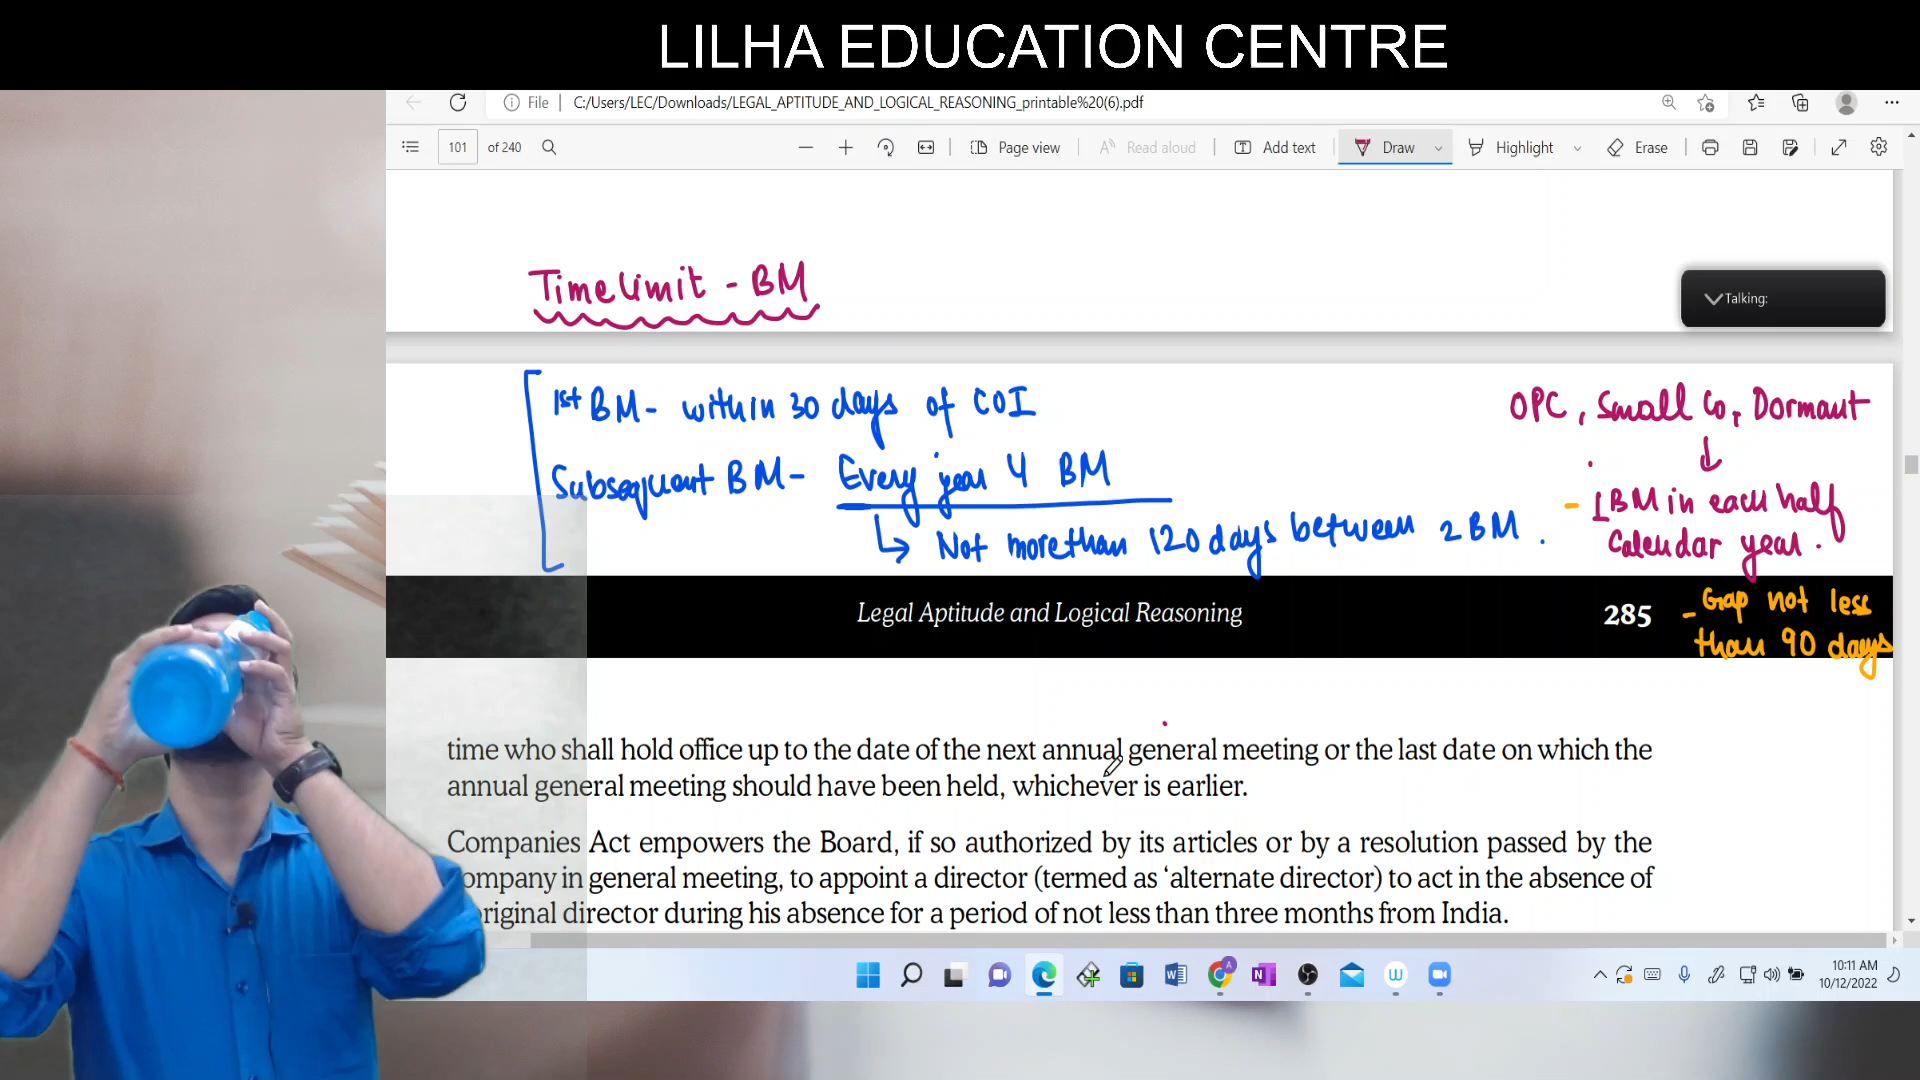 LILHA EDUCATION CENTRE
File | C:/Users/LEC/Downloads/LEGAL_APTITUDE_AND_LOGICAL_REASONING_printable%20(6).pdf
101 of 240 Page view Read aloud Add text Draw Highlight Erase
Time limit - BM
Talking:
1st BM - within 30 days of COI
Subsequent BM - Every year 4 BM
Not more than 120 days between 2 BM.
OPC, Small Co, Dormant
- 1 BM in each half
Calendar year.
- Gap not less
than 90 days
Legal Aptitude and Logical Reasoning 285
time who shall hold office up to the date of the next annual general meeting or the last date on which the
annual general meeting should have been held, whichever is earlier.
Companies Act empowers the Board, if so authorized by its articles or by a resolution passed by the
ompany in general meeting, to appoint a director (termed as ‘alternate director) to act in the absence of
riginal director during his absence for a period of not less than three months from India.
10:11 AM
10/12/2022